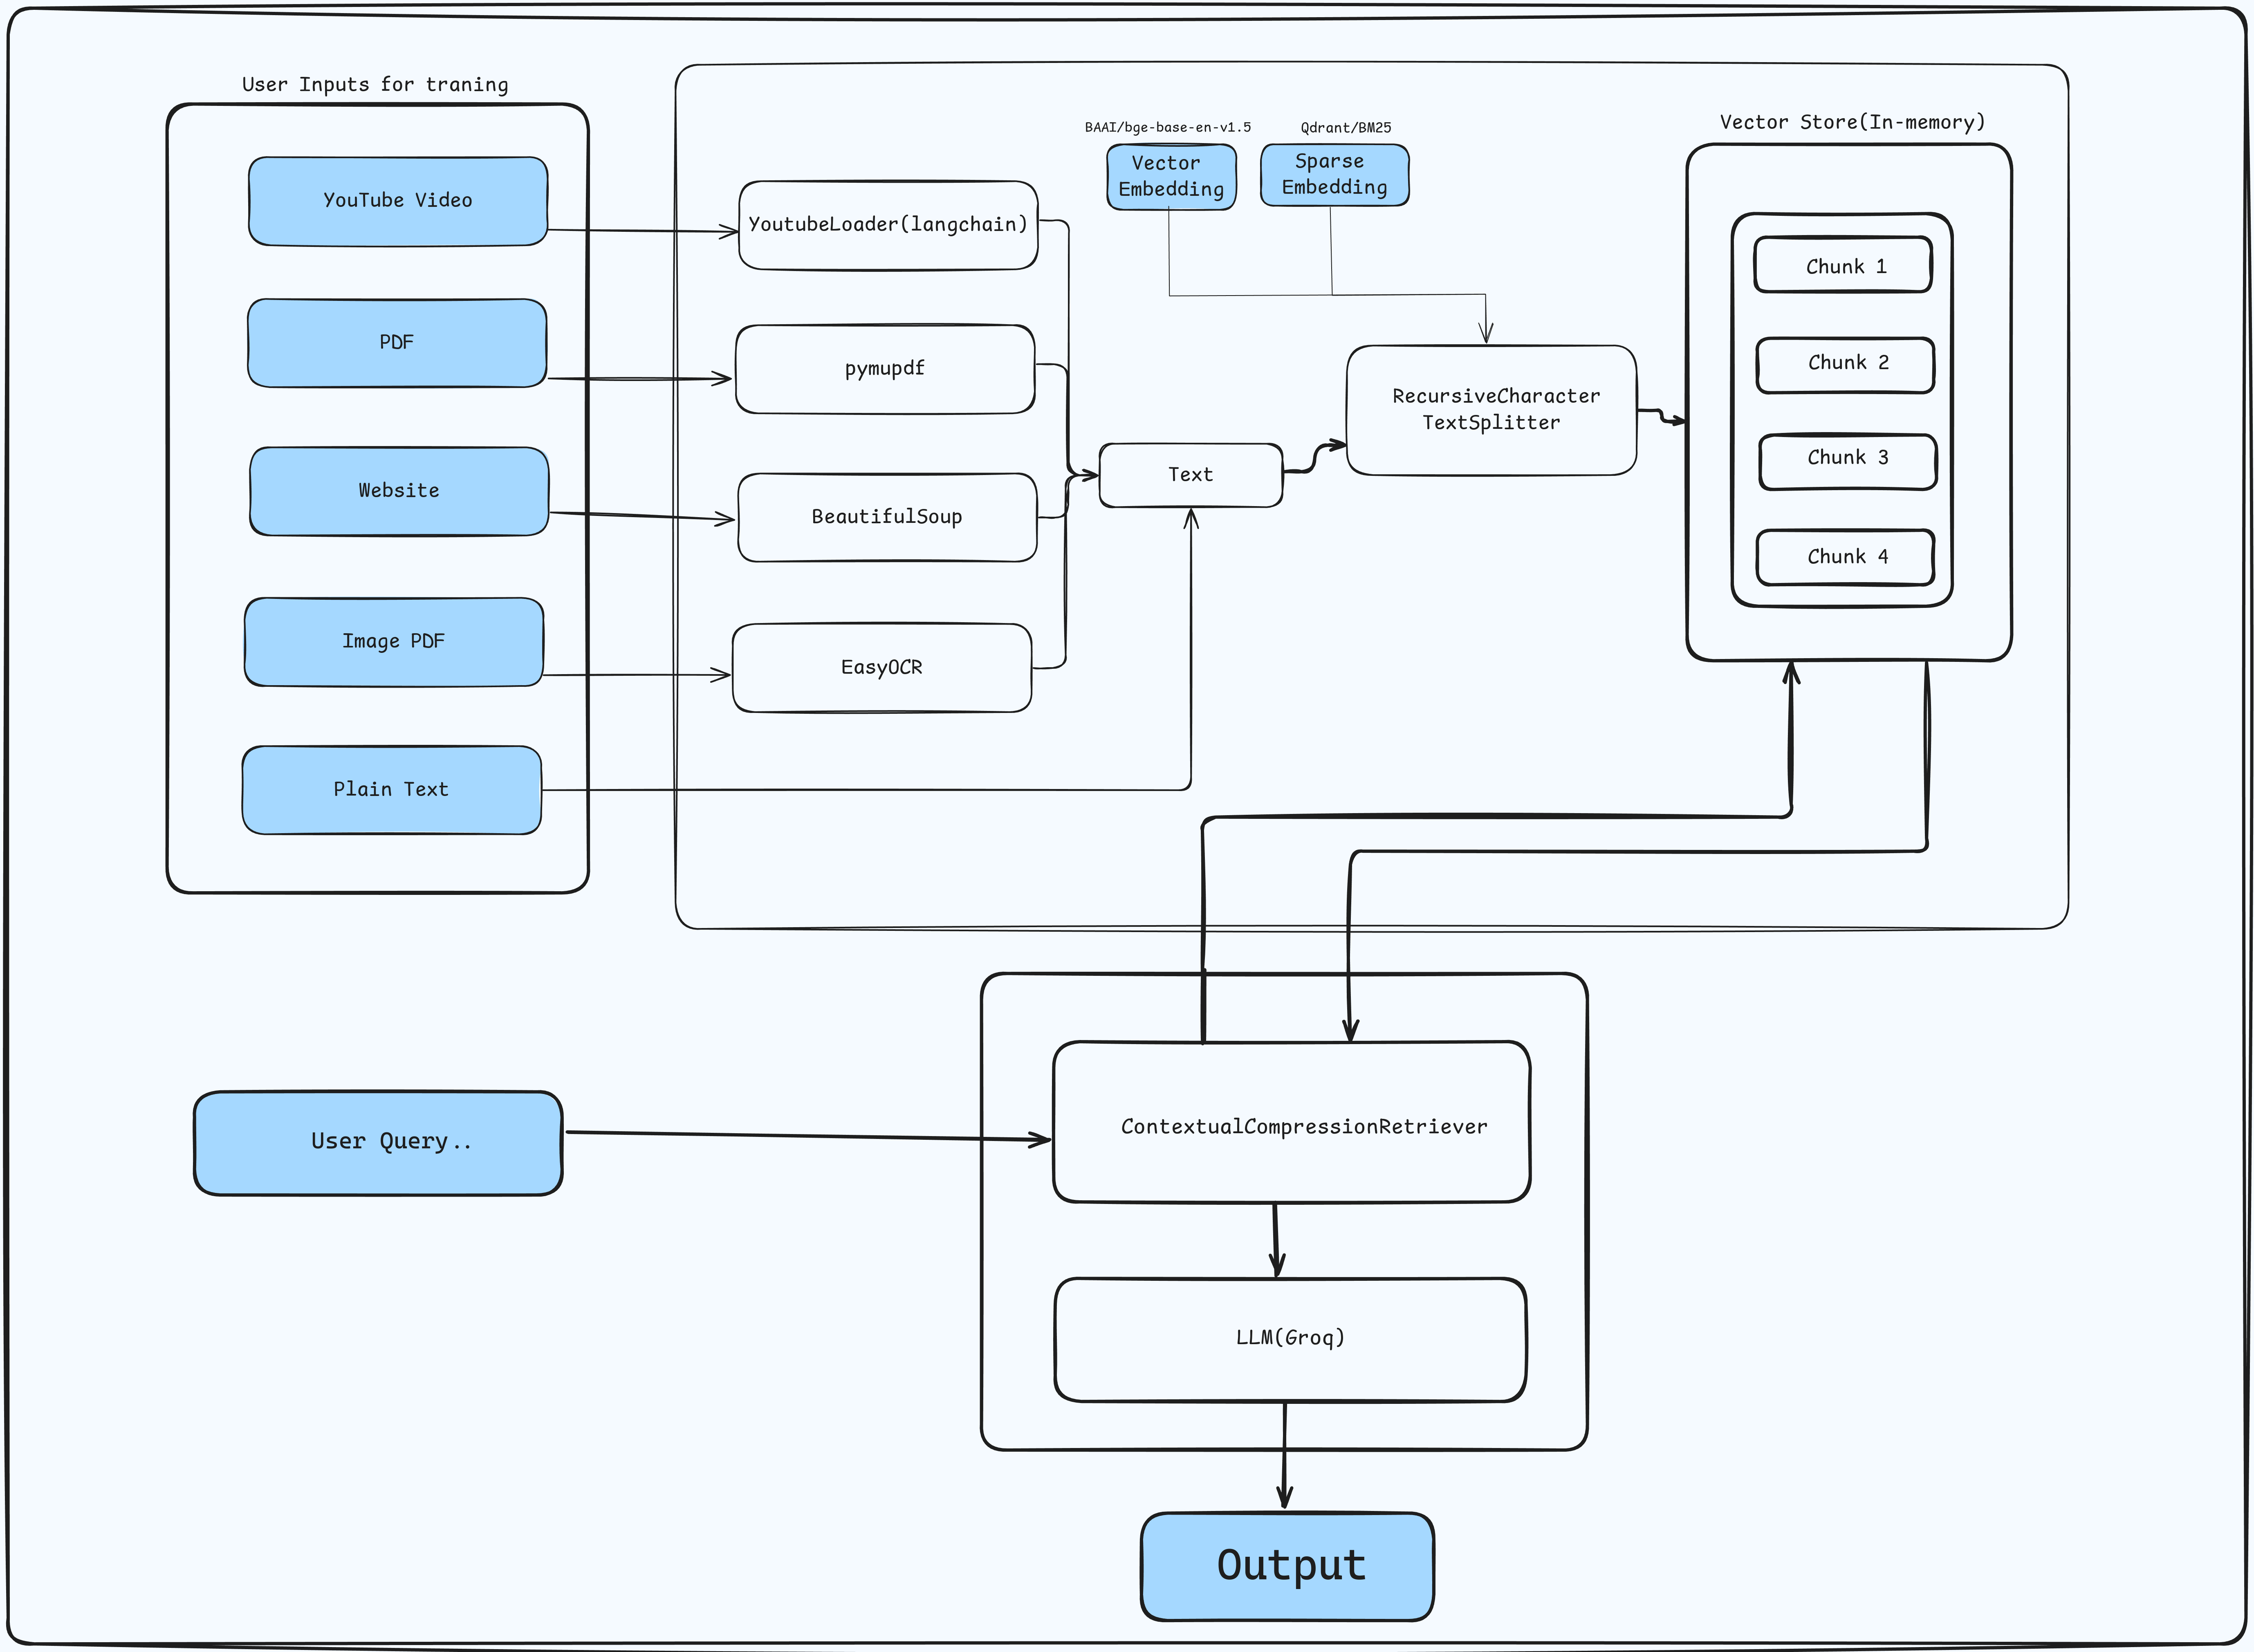 User Inputs for traning
YouTube Video
PDF
Website
Image PDF
Plain Text
YoutubeLoader(langchain)
pymupdf
BeautifulSoup
EasyOCR
BAAI/bge-base-en-v1.5
Vector
Embedding
Qdrant/BM25
Sparse
Embedding
Text
RecursiveCharacter
TextSplitter
Vector Store(In-memory)
Chunk 1
Chunk 2
Chunk 3
Chunk 4
User Query..
ContextualCompressionRetriever
LLM(Groq)
Output